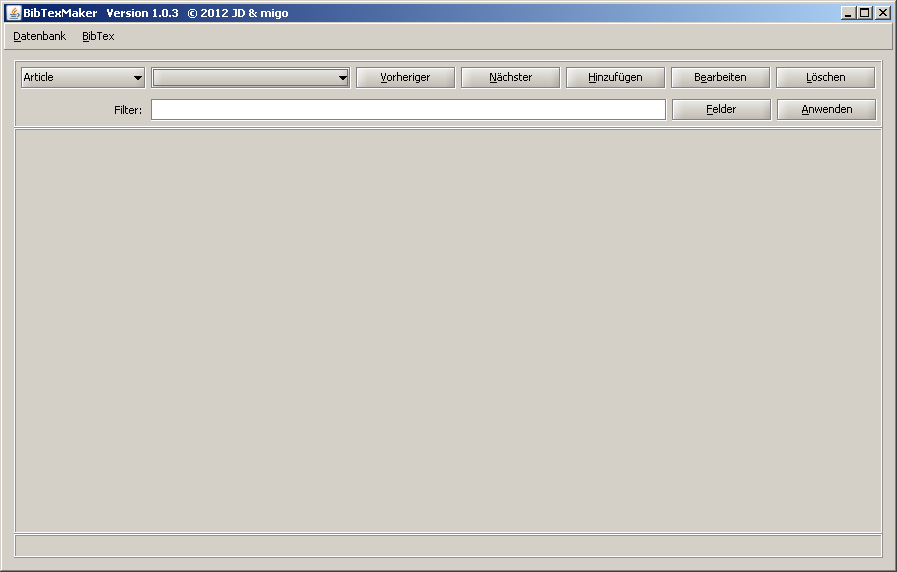 BibTexMaker Version 1.0.3 © 2012 JD & migo
Datenbank BibTex
Article Vorheriger Nächster Hinzufügen Bearbeiten Löschen
Filter: Felder Anwenden